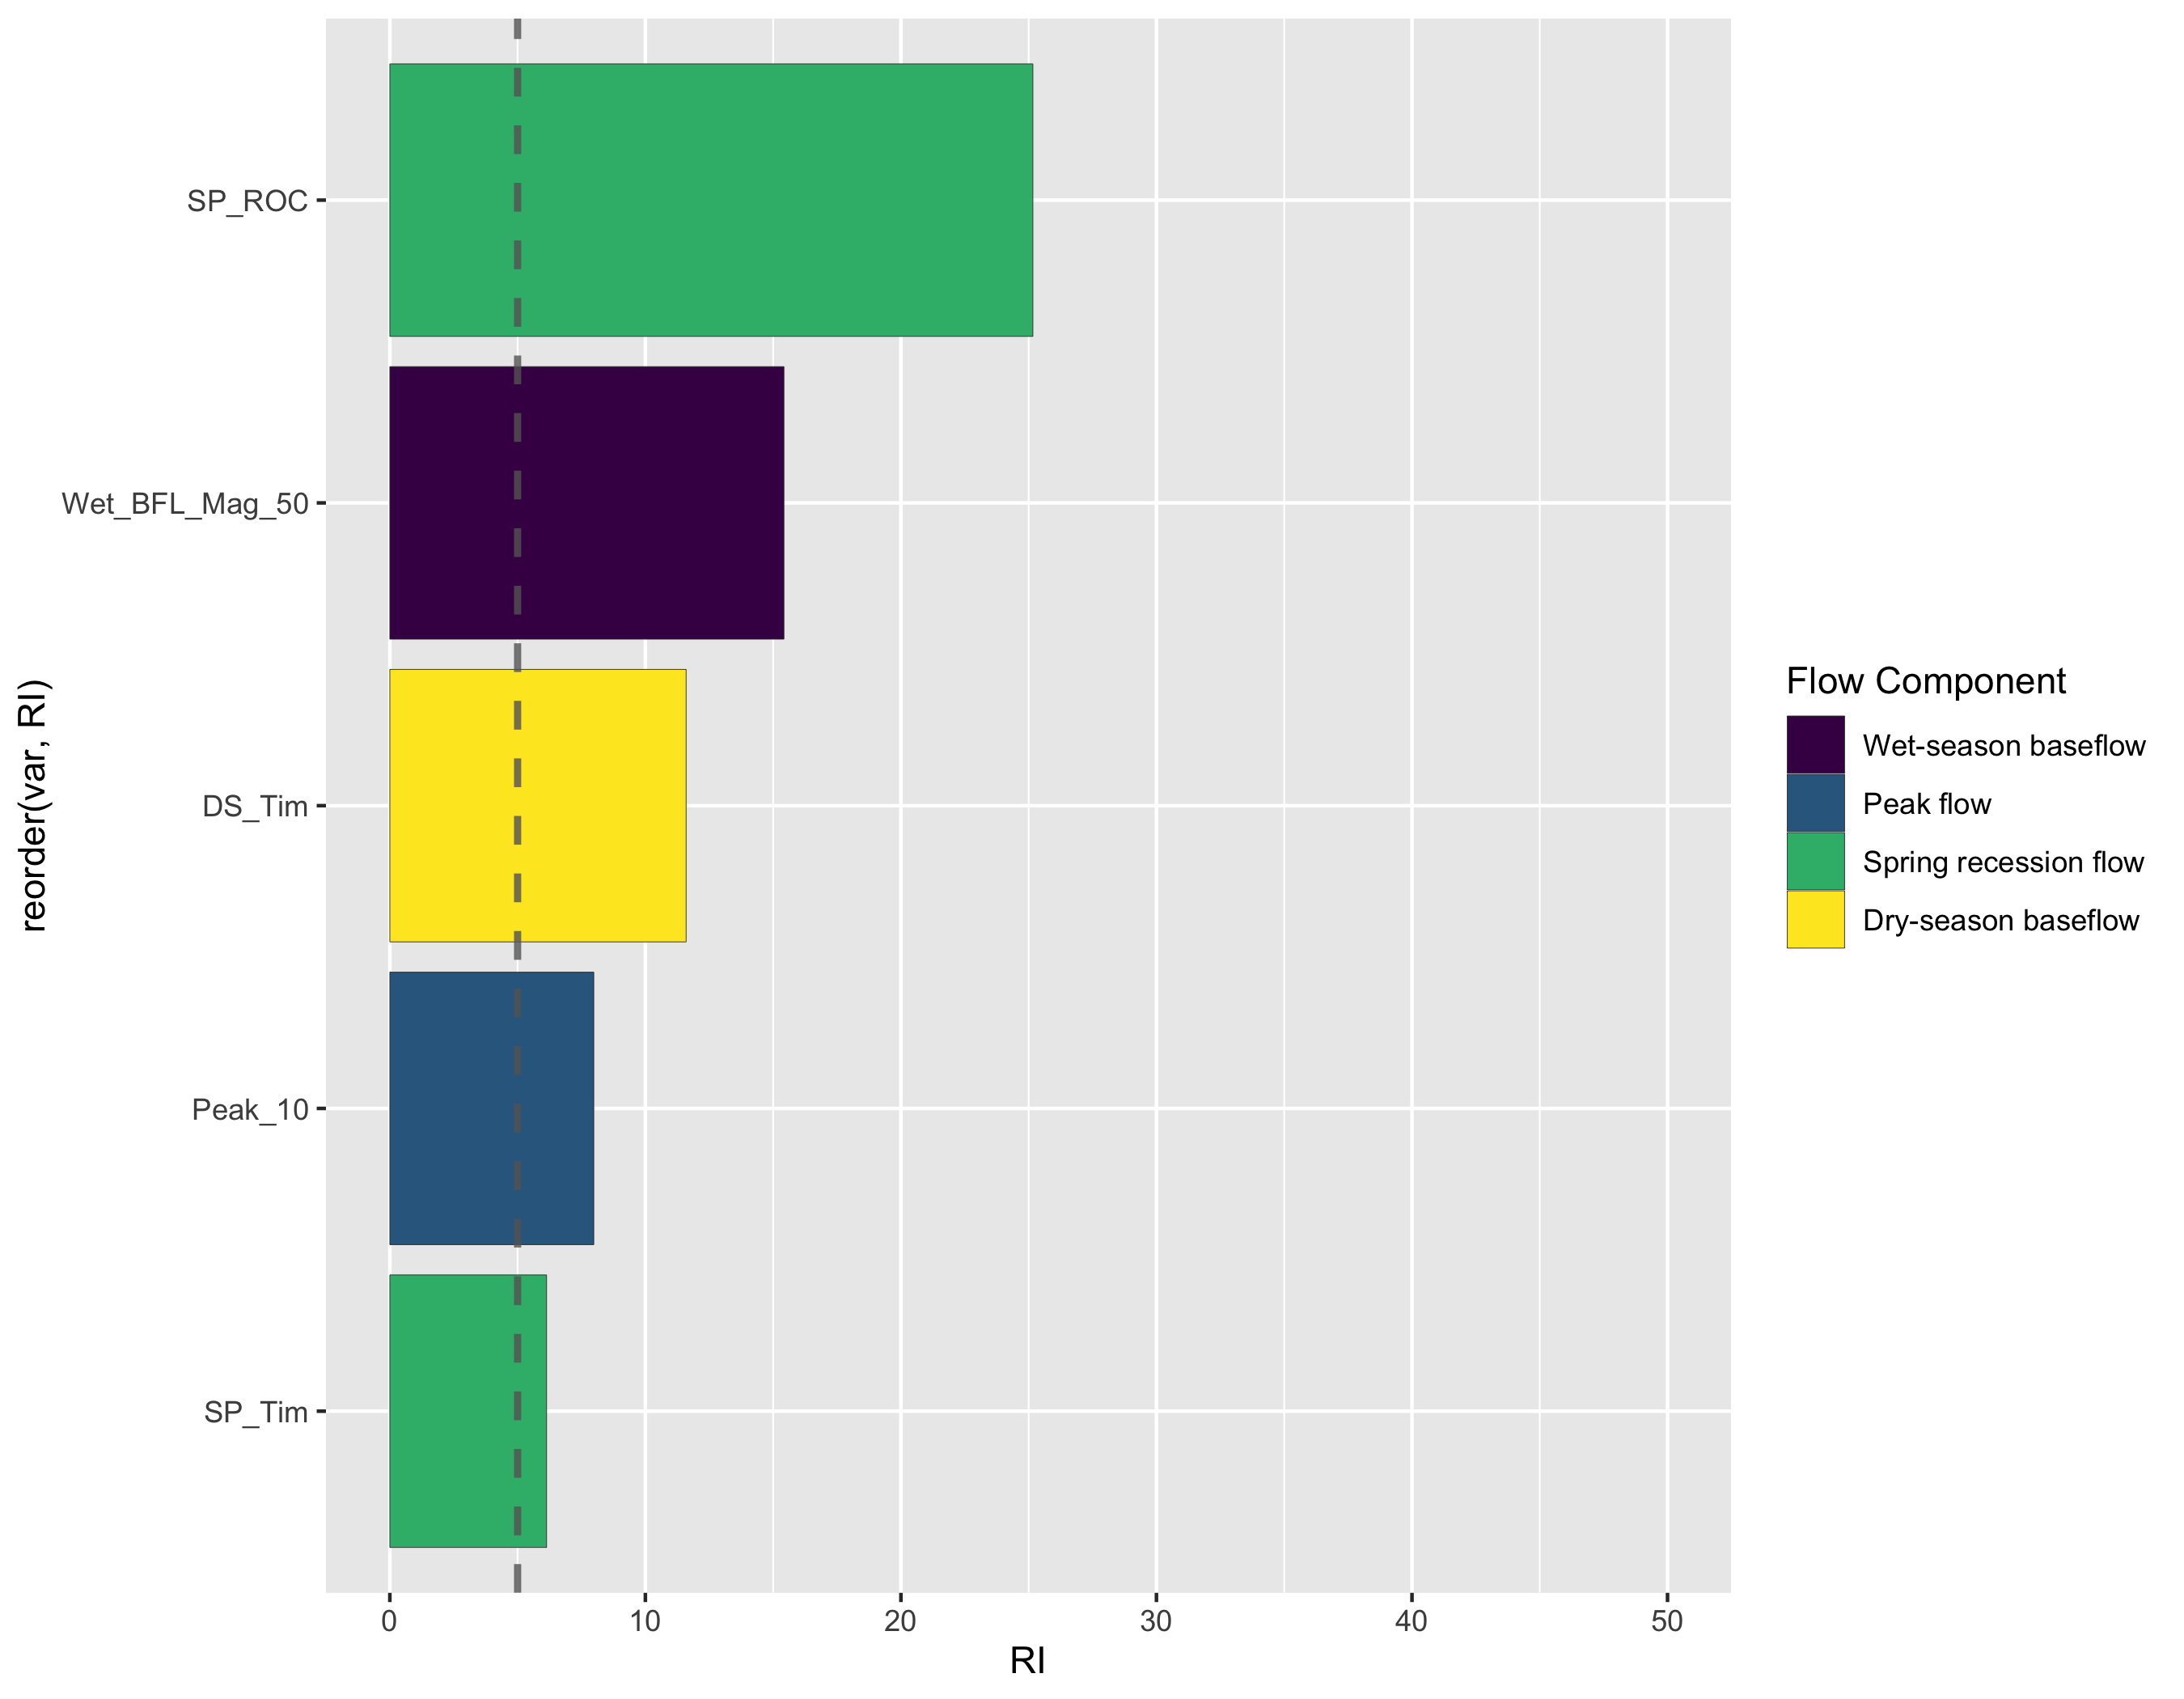 reorder(var, RI)
SP_ROC
Wet_BFL_Mag_50
DS_Tim
Peak_10
SP_Tim
0 10 20 30 40 50
RI
Flow Component
Wet-season baseflow
Peak flow
Spring recession flow
Dry-season baseflow